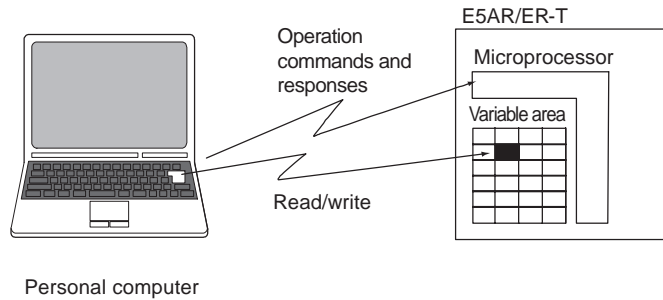 E5AR/ER-T
Operation
commands and
responses
Microprocessor
Variable area
Read/write
Personal computer